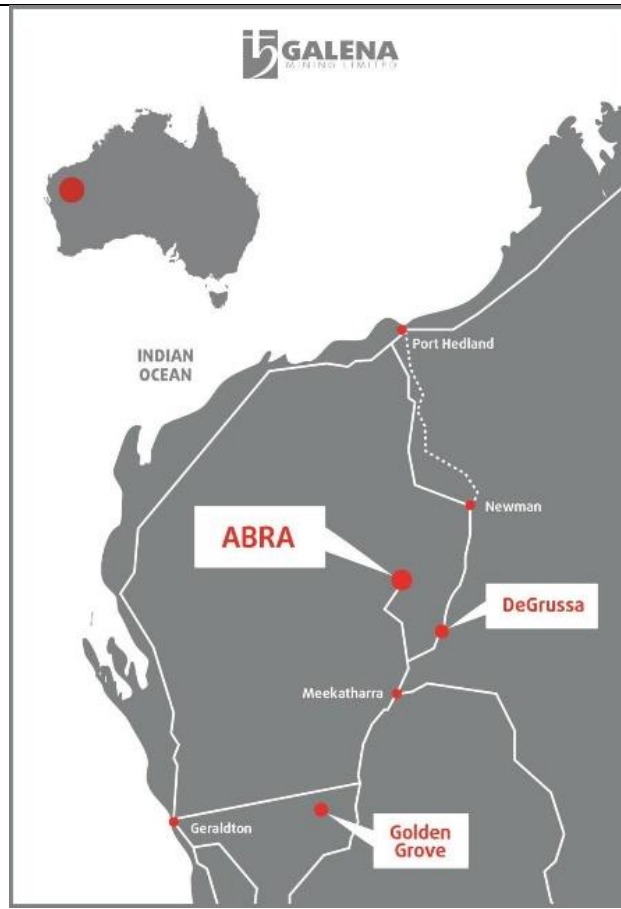 GALENA
MINING LIMITED
INDIAN
OCEAN
Port Hedland
Newman
ABRA
DeGrussa
Meekatharra
Geraldton
Golden
Grove